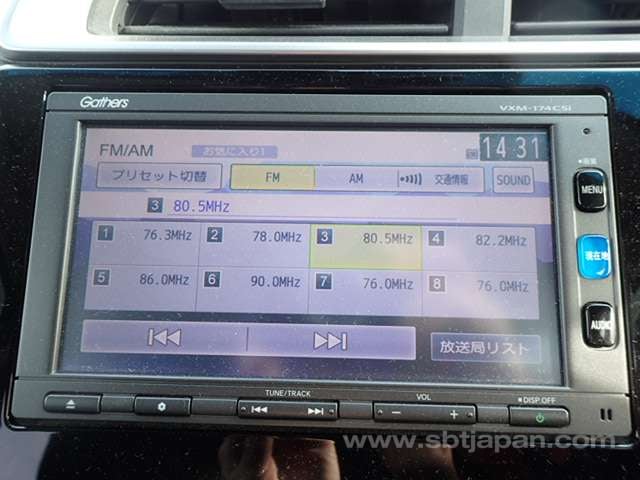 Gathers VXM-174CSi
FM/AM お気に入り1 14:31
プリセット切替 FM AM 交通情報 SOUND
3 80.5MHz
1 76.3MHz 2 78.0MHz 3 80.5MHz 4 82.2MHz
5 86.0MHz 6 90.0MHz 7 76.0MHz 8 76.0MHz
放送局リスト
画質
MENU
現在地
AUDIO
TUNE/TRACK VOL DISP OFF
www.sbtjapan.com